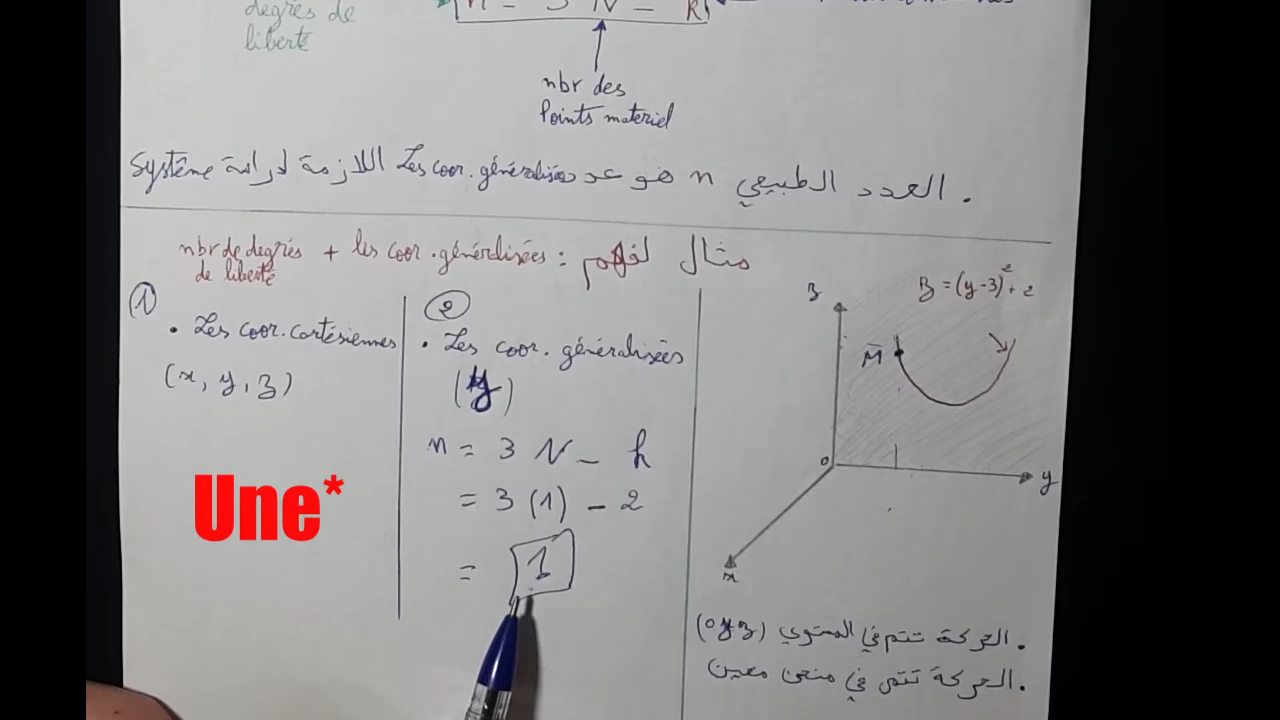 degrés de
liberté
n = 3 N - k
nbr des
Points materiel
العدد الطبيعي n هو عدد Les coor. généralisées اللازمة لدراسة Système .
مثال لفهم : nbr de degrés de liberté + les coor. généralisées
①
• Les coor. cartésiennes
(x, y, z)
Une*
②
• Les coor. généralisées
(y)
n = 3 N - k
= 3 (1) - 2
= 1
z = (y-3)² + 2
z
M
o
y
x
• الحركة تتم في المستوي (oyz)
• الحركة تتم في منحى معين